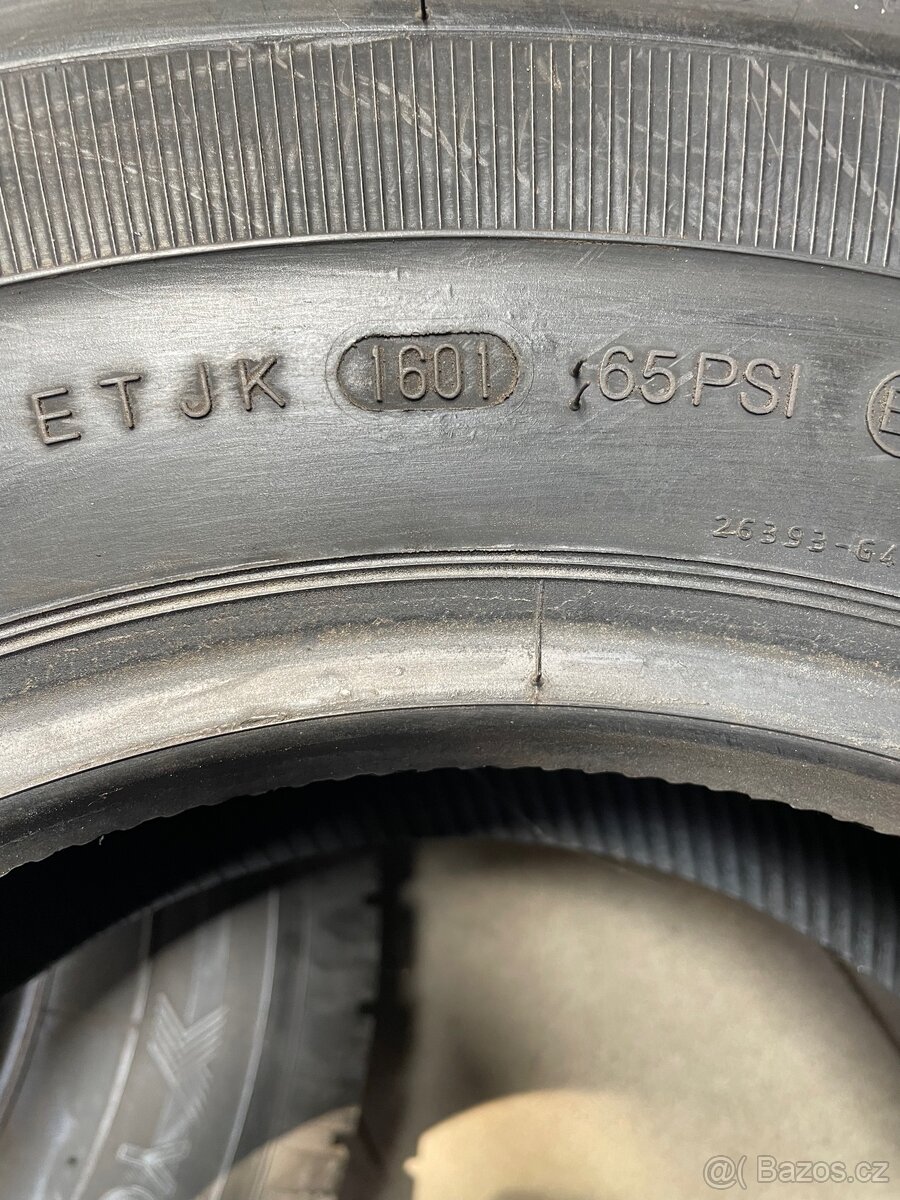 ETJK 1601 65PSI E
26393-G4
@( Bazos.cz